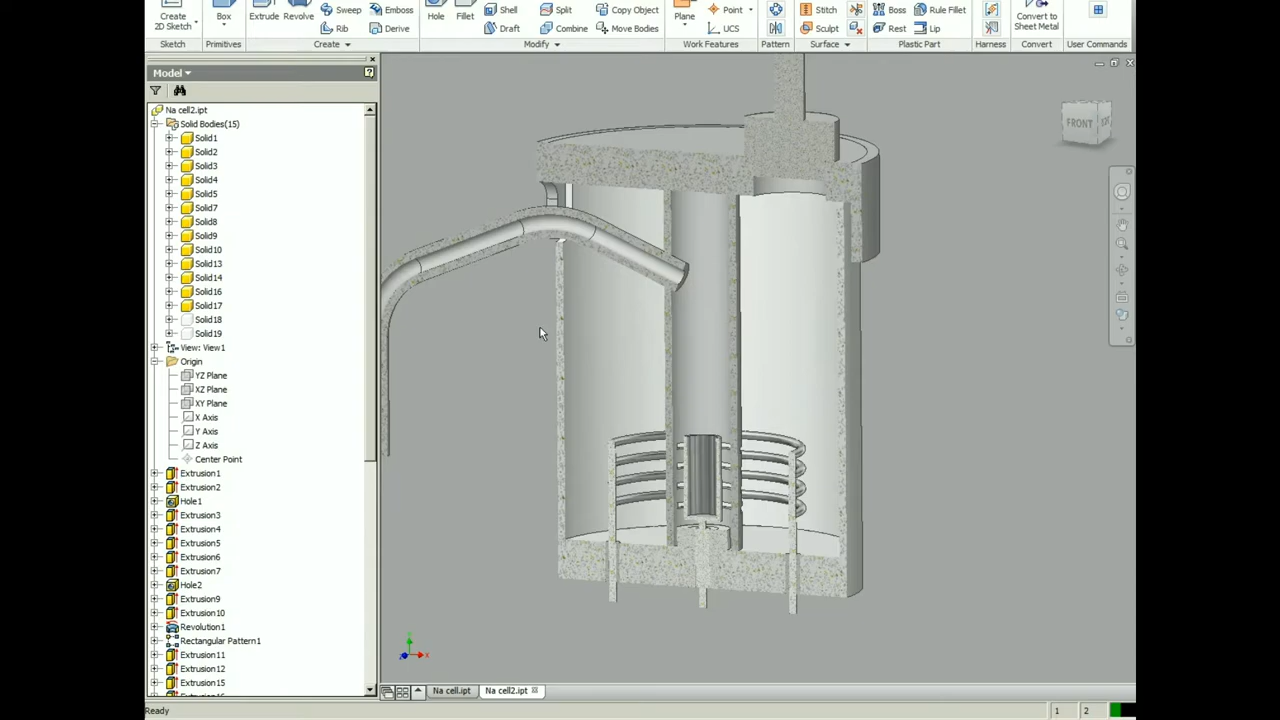 Create 2D Sketch
Box
Extrude Revolve
Sweep Emboss
Rib Derive
Hole Fillet
Shell Split Copy Object
Draft Combine Move Bodies
Plane
Point
UCS
Stitch
Sculpt
Boss Rule Fillet
Rest Lip
Convert to Sheet Metal
Sketch Primitives Create Modify Work Features Pattern Surface Plastic Part Harness Convert User Commands
Model
Na cell2.ipt
Solid Bodies(15)
Solid1
Solid2
Solid3
Solid4
Solid5
Solid7
Solid8
Solid9
Solid10
Solid13
Solid14
Solid16
Solid17
Solid18
Solid19
View: View1
Origin
YZ Plane
XZ Plane
XY Plane
X Axis
Y Axis
Z Axis
Center Point
Extrusion1
Extrusion2
Hole1
Extrusion3
Extrusion4
Extrusion5
Extrusion6
Extrusion7
Hole2
Extrusion9
Extrusion10
Revolution1
Rectangular Pattern1
Extrusion11
Extrusion12
Extrusion15
FRONT
x
Na cell.ipt Na cell2.ipt
Ready 1 2